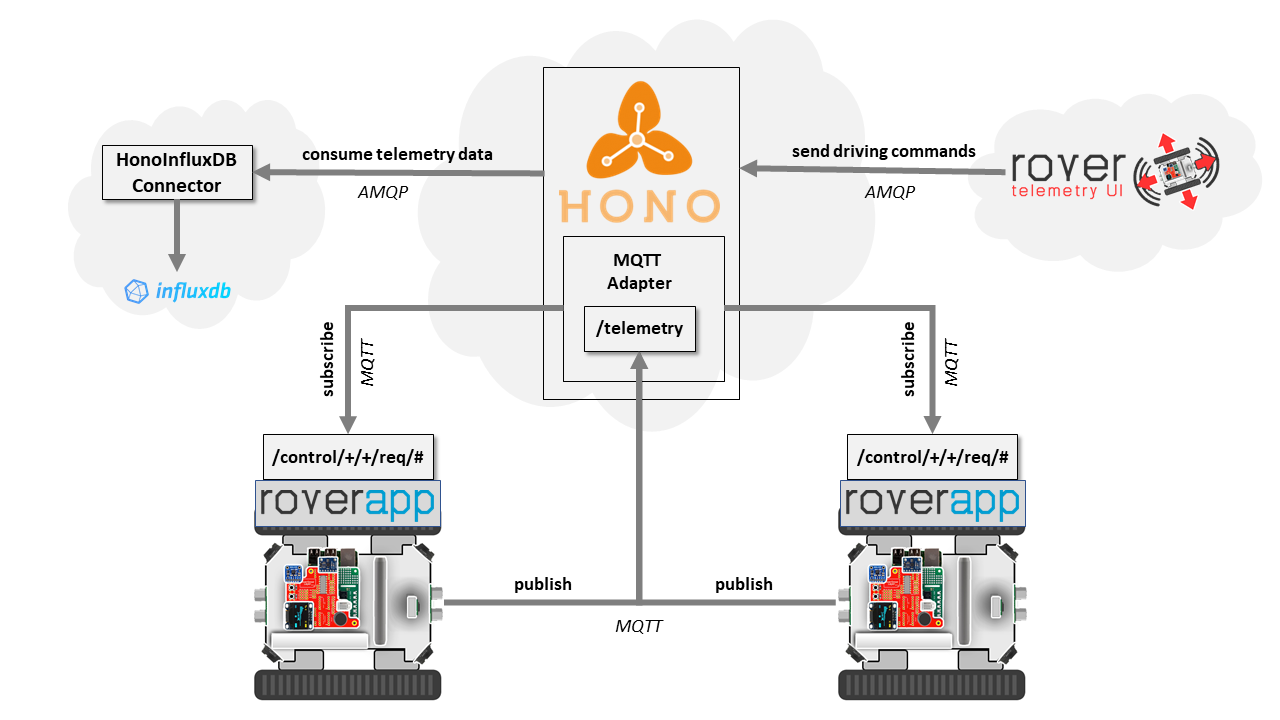 HonoInfluxDB
Connector
consume telemetry data
AMQP
HONO
send driving commands
AMQP
rover
telemetry UI
influxdb
MQTT
Adapter
/telemetry
subscribe
MQTT
subscribe
MQTT
/control/+/+/req/#
roverapp
/control/+/+/req/#
roverapp
publish
publish
MQTT